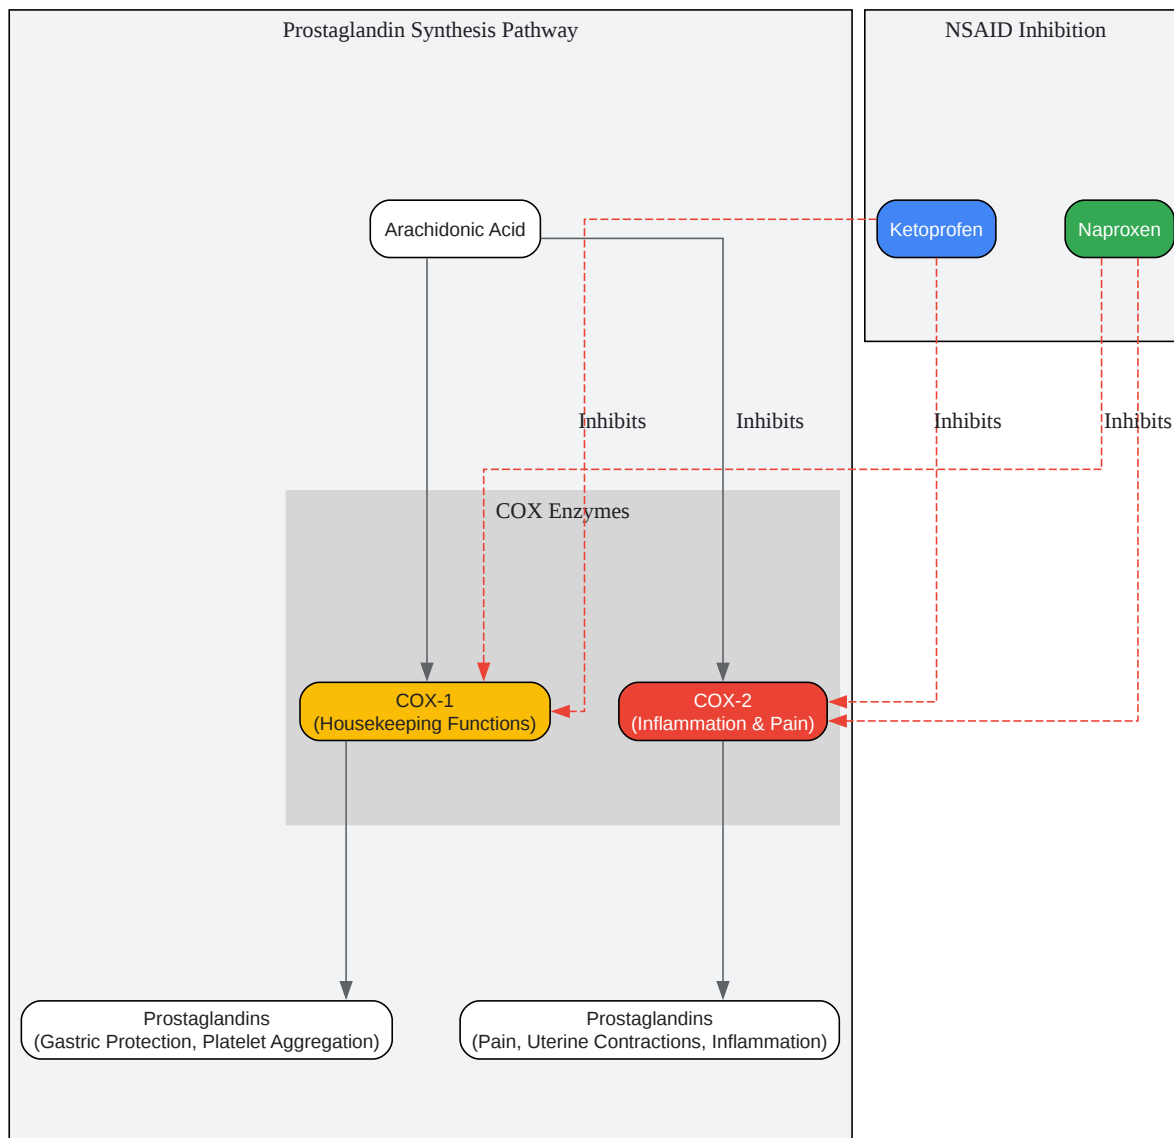 Prostaglandin Synthesis Pathway
NSAID Inhibition
Arachidonic Acid
Ketoprofen
Naproxen
Inhibits
Inhibits
Inhibits
Inhibits
COX Enzymes
COX-1
(Housekeeping Functions)
COX-2
(Inflammation & Pain)
Prostaglandins
(Gastric Protection, Platelet Aggregation)
Prostaglandins
(Pain, Uterine Contractions, Inflammation)